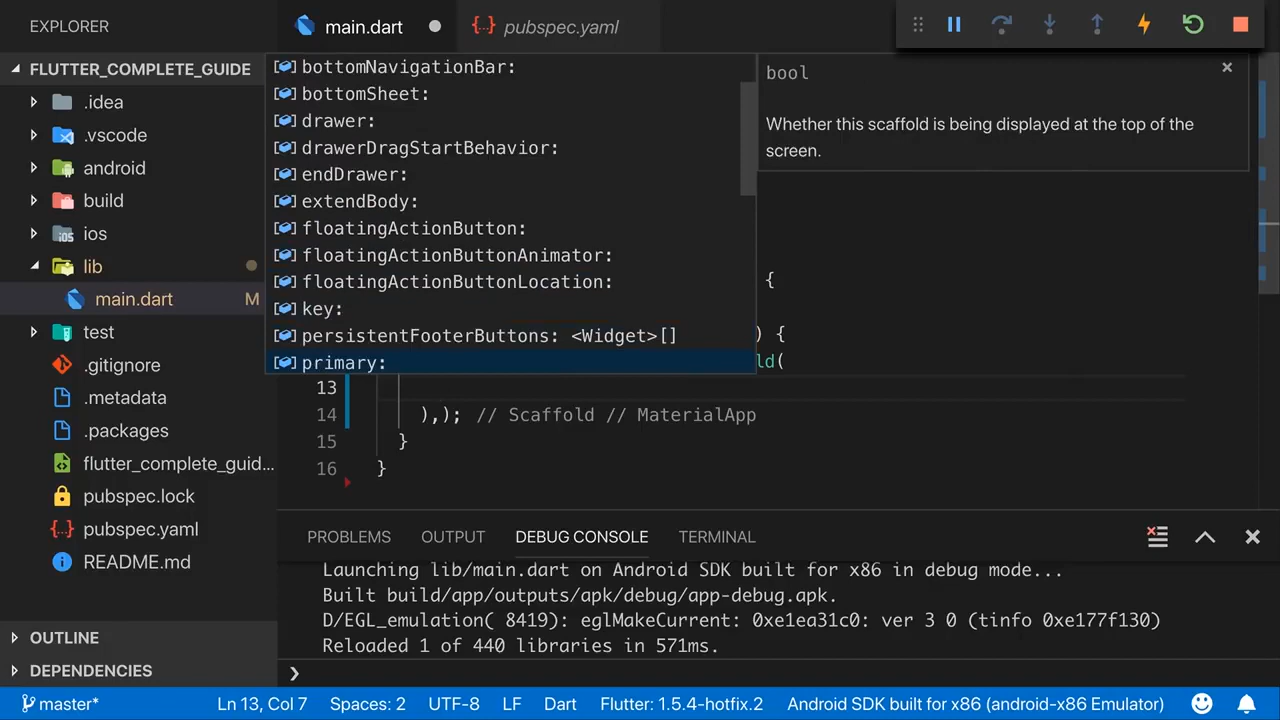 EXPLORER
main.dart
pubspec.yaml
FLUTTER_COMPLETE_GUIDE
.idea
.vscode
android
build
ios
lib
main.dart M
test
.gitignore
.metadata
.packages
flutter_complete_guid...
pubspec.lock
pubspec.yaml
README.md
OUTLINE
DEPENDENCIES
bottomNavigationBar:
bottomSheet:
drawer:
drawerDragStartBehavior:
endDrawer:
extendBody:
floatingActionButton:
floatingActionButtonAnimator:
floatingActionButtonLocation:
key:
persistentFooterButtons: <Widget>[]
primary:
bool
Whether this scaffold is being displayed at the top of the
screen.
{
) {
ld(
13
14 ),); // Scaffold // MaterialApp
15 }
16 }
PROBLEMS OUTPUT DEBUG CONSOLE TERMINAL
Launching lib/main.dart on Android SDK built for x86 in debug mode...
Built build/app/outputs/apk/debug/app-debug.apk.
D/EGL_emulation( 8419): eglMakeCurrent: 0xe1ea31c0: ver 3 0 (tinfo 0xe177f130)
Reloaded 1 of 440 libraries in 571ms.
master* Ln 13, Col 7 Spaces: 2 UTF-8 LF Dart Flutter: 1.5.4-hotfix.2 Android SDK built for x86 (android-x86 Emulator)